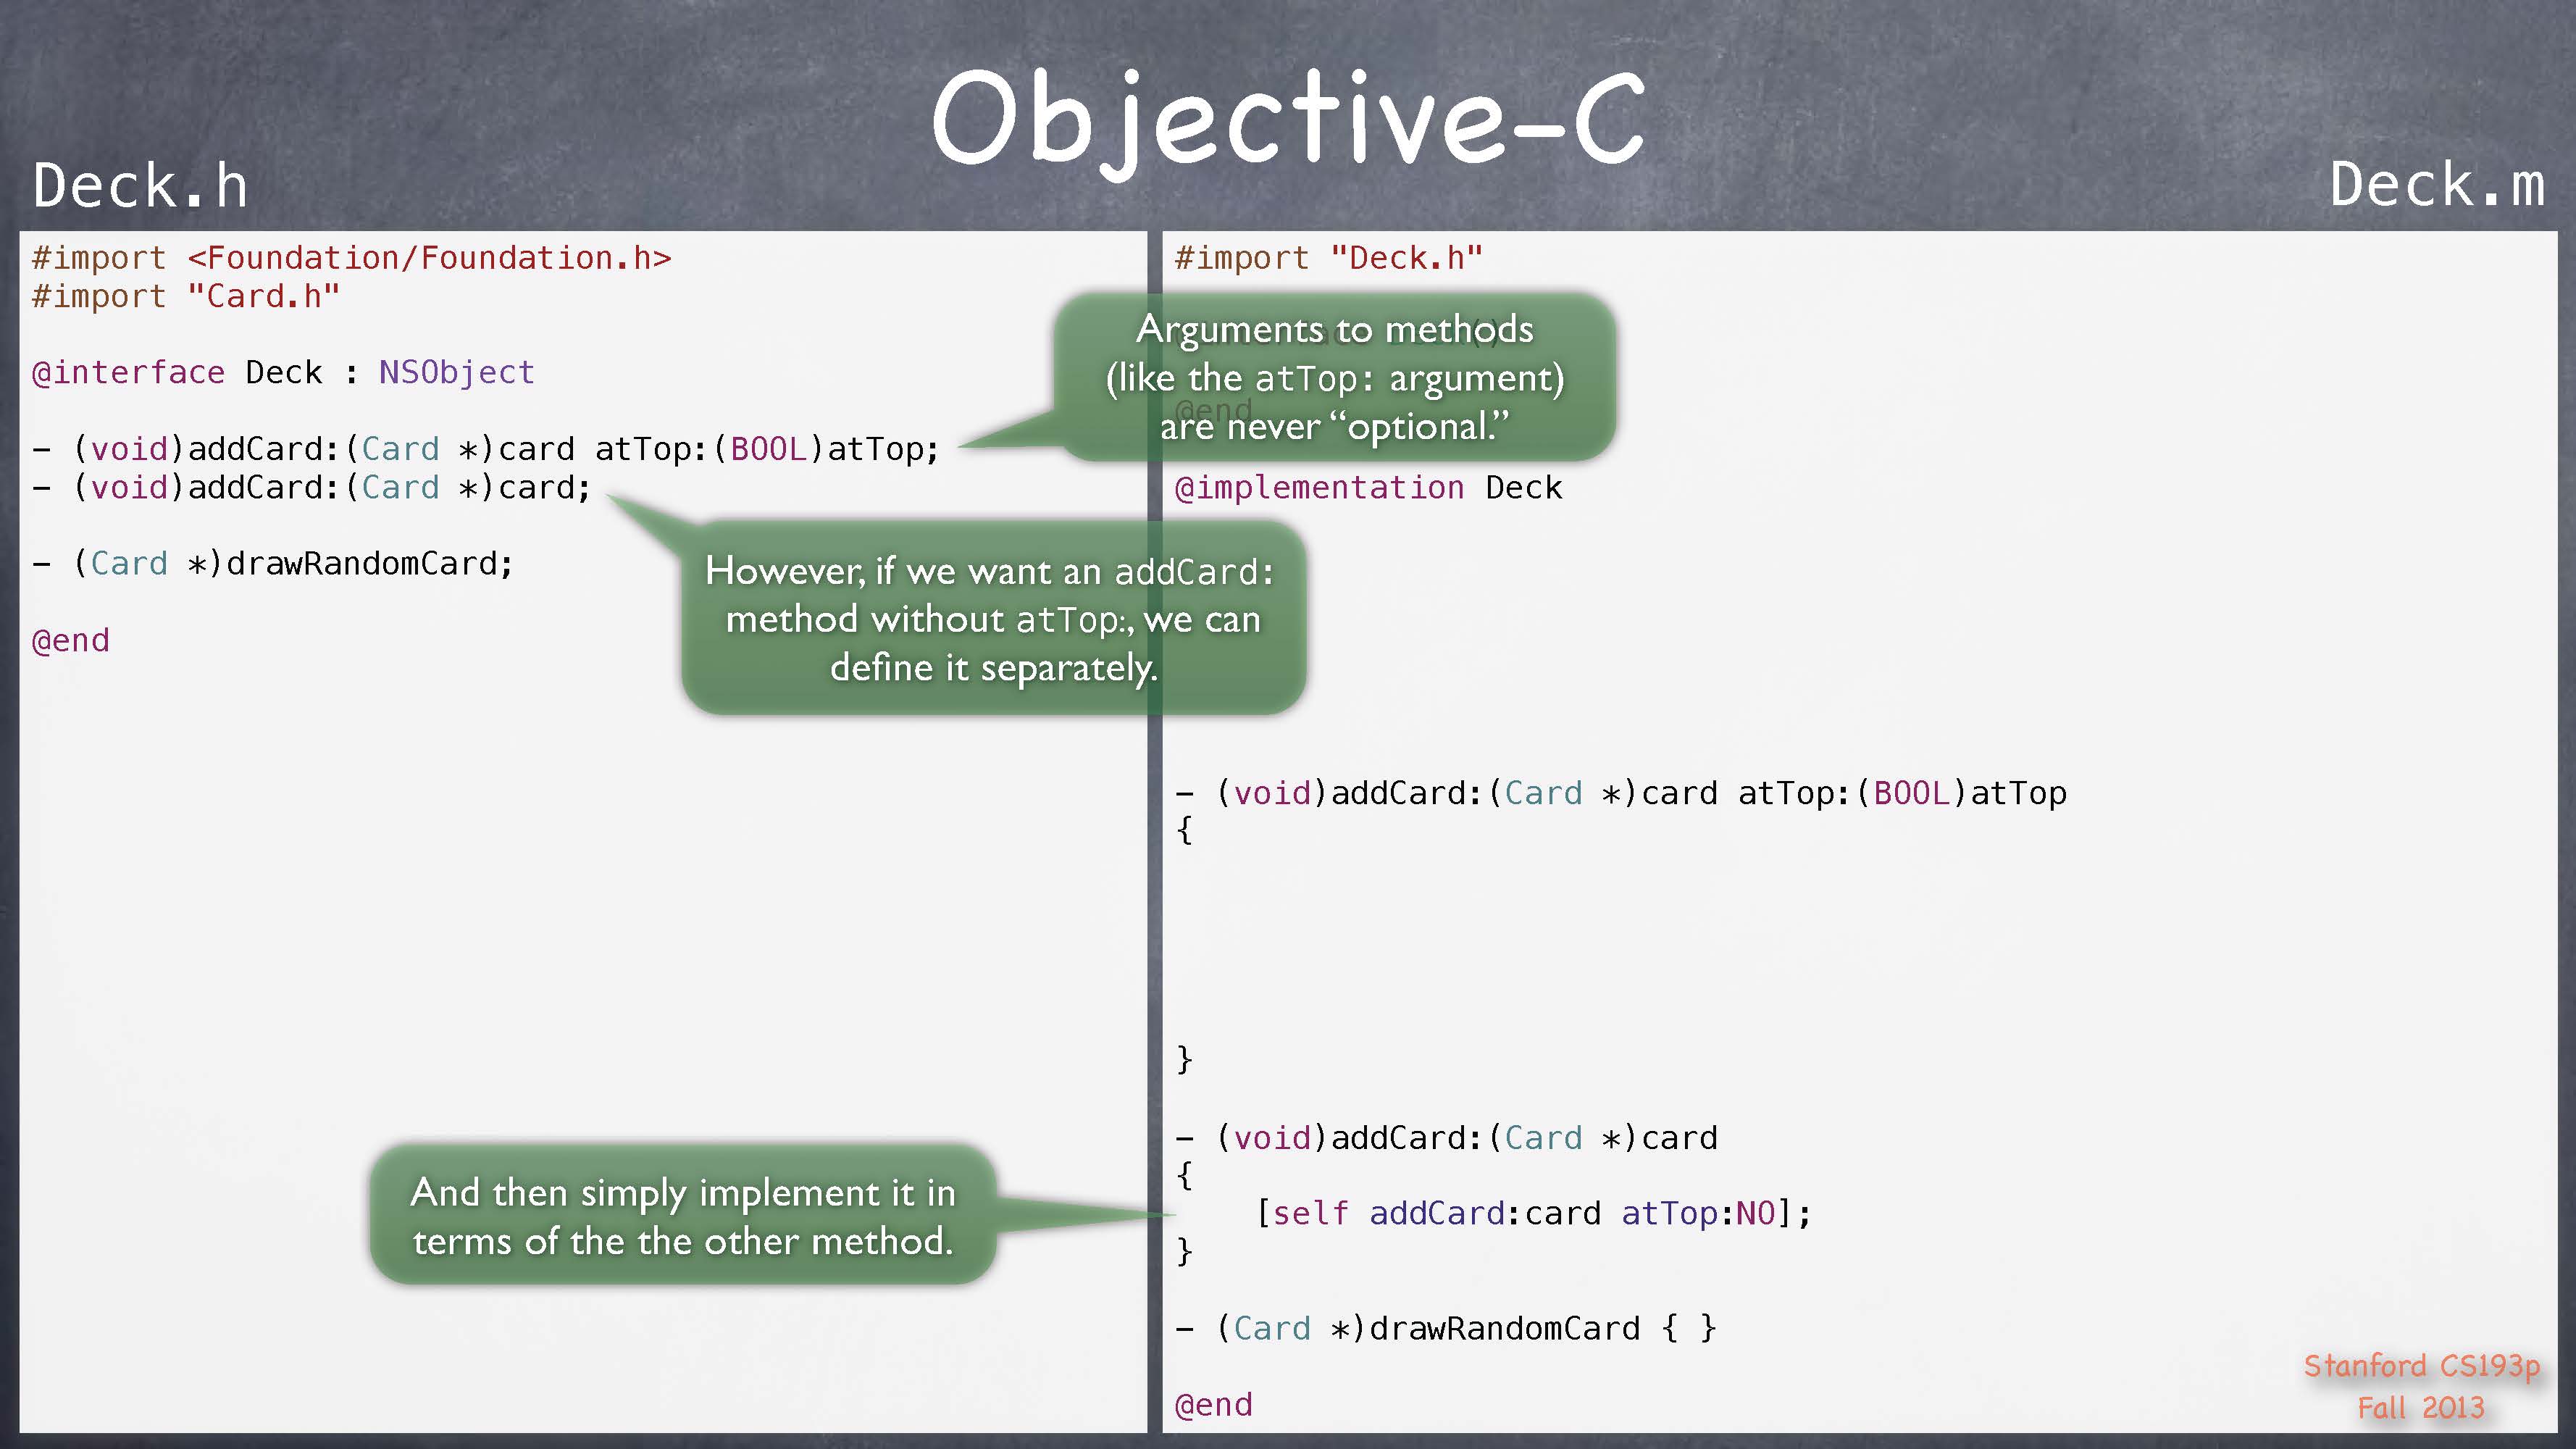 Objective-C
Deck.h
Deck.m
#import <Foundation/Foundation.h>
#import "Card.h"
@interface Deck : NSObject
- (void)addCard:(Card *)card atTop:(BOOL)atTop;
- (void)addCard:(Card *)card;
- (Card *)drawRandomCard;
@end
Arguments to methods
(like the atTop: argument)
are never “optional.”
However, if we want an addCard:
method without atTop:, we can
define it separately.
And then simply implement it in
terms of the the other method.
#import "Deck.h"
@end
@implementation Deck
- (void)addCard:(Card *)card atTop:(BOOL)atTop
{
}
- (void)addCard:(Card *)card
{
[self addCard:card atTop:NO];
}
- (Card *)drawRandomCard { }
@end
Stanford CS193p
Fall 2013